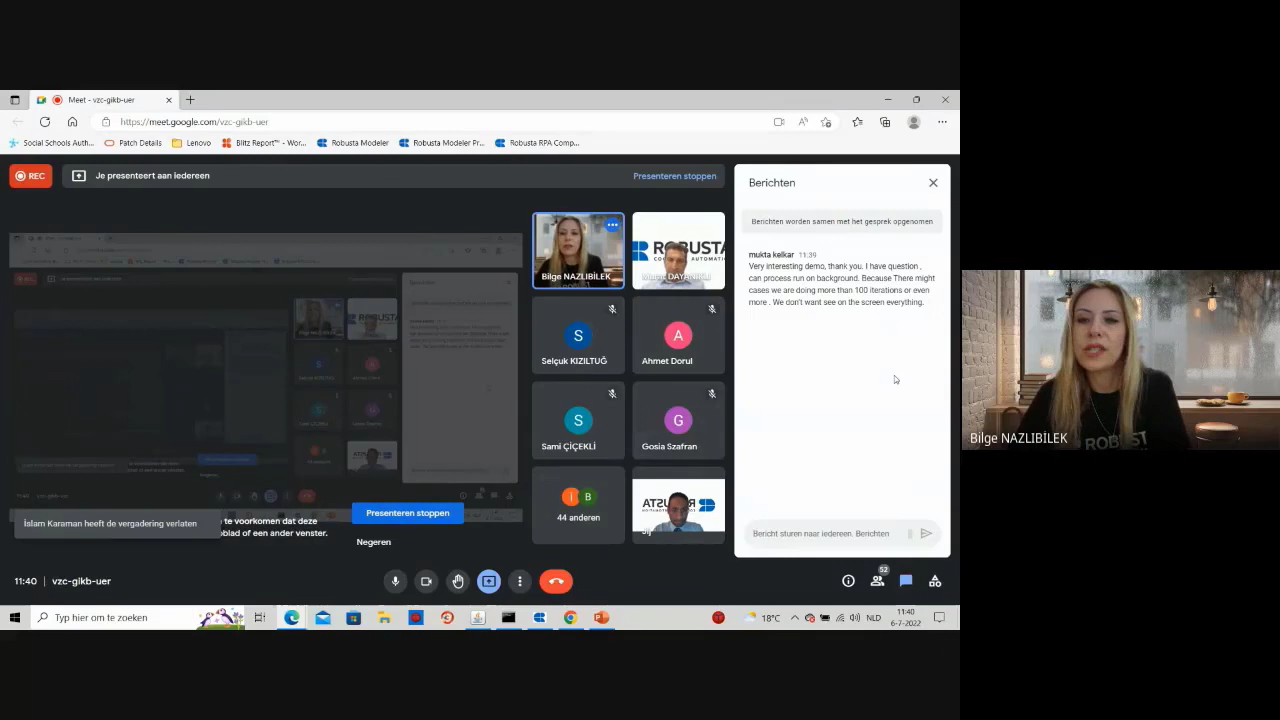 Meet - vzc-gikb-uer
https://meet.google.com/vzc-gikb-uer
Social Schools Auth...
Patch Details
Lenovo
Blitz Report™ - Wor...
Robusta Modeler
Robusta Modeler Pr...
Robusta RPA Comp...
REC
Je presenteert aan iedereen
Presenteren stoppen
Berichten
Berichten worden samen met het gesprek opgenomen
mukta kelkar 11:39
Very interesting demo, thank you. I have question ,
can process run on background. Because There might
cases we are doing more than 100 iterations or even
more . We don't want see on the screen everything.
Bilge NAZLIBİLEK
ROBUSTA
Selçuk KIZILTUĞ
Ahmet Dorul
S
A
Sami ÇİÇEKLİ
Gosia Szafran
S
G
I B
44 anderen
ROBUSTA
İslam Karaman heeft de vergadering verlaten
te voorkomen dat deze
oblad of een ander venster.
Presenteren stoppen
Negeren
Bericht sturen naar iedereen. Berichten
11:40 | vzc-gikb-uer
52
Typ hier om te zoeken
18°C
NLD
11:40
6-7-2022
ROBUST
Bilge NAZLIBİLEK